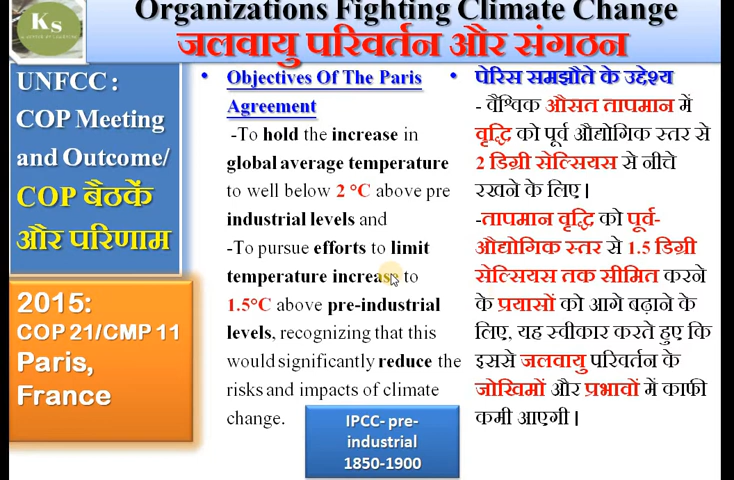 Ks
Organizations Fighting Climate Change
जलवायु परिवर्तन और संगठन
UNFCC :
COP Meeting
and Outcome/
COP बैठकें
और परिणाम
2015:
COP 21/CMP 11
Paris,
France
• Objectives Of The Paris
Agreement
-To hold the increase in
global average temperature
to well below 2 °C above pre
industrial levels and
-To pursue efforts to limit
temperature increase to
1.5°C above pre-industrial
levels, recognizing that this
would significantly reduce the
risks and impacts of climate
change.
IPCC- pre-
industrial
1850-1900
• पेरिस समझौते के उद्देश्य
- वैश्विक औसत तापमान में
वृद्धि को पूर्व औद्योगिक स्तर से
2 डिग्री सेल्सियस से नीचे
रखने के लिए |
-तापमान वृद्धि को पूर्व-
औद्योगिक स्तर से 1.5 डिग्री
सेल्सियस तक सीमित करने
के प्रयासों को आगे बढ़ाने के
लिए, यह स्वीकार करते हुए कि
इससे जलवायु परिवर्तन के
जोखिमों और प्रभावों में काफी
कमी आएगी |